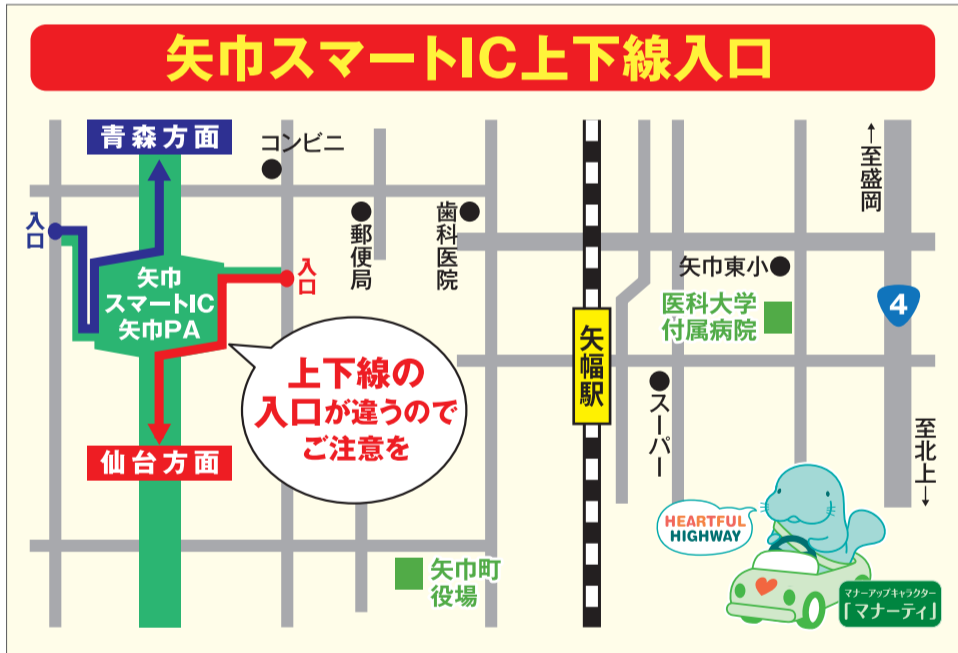 矢巾スマートIC上下線入口
青森方面
コンビニ
↑至盛岡
入口
郵便局
歯科医院
入口
矢巾
スマートIC
矢巾PA
矢巾東小
医科大学
付属病院
4
矢幅駅
上下線の
入口が違うので
ご注意を
スーパー
仙台方面
至北上↓
HEARTFUL
HIGHWAY
矢巾町
役場
マナーアップキャラクター
「マナーティ」